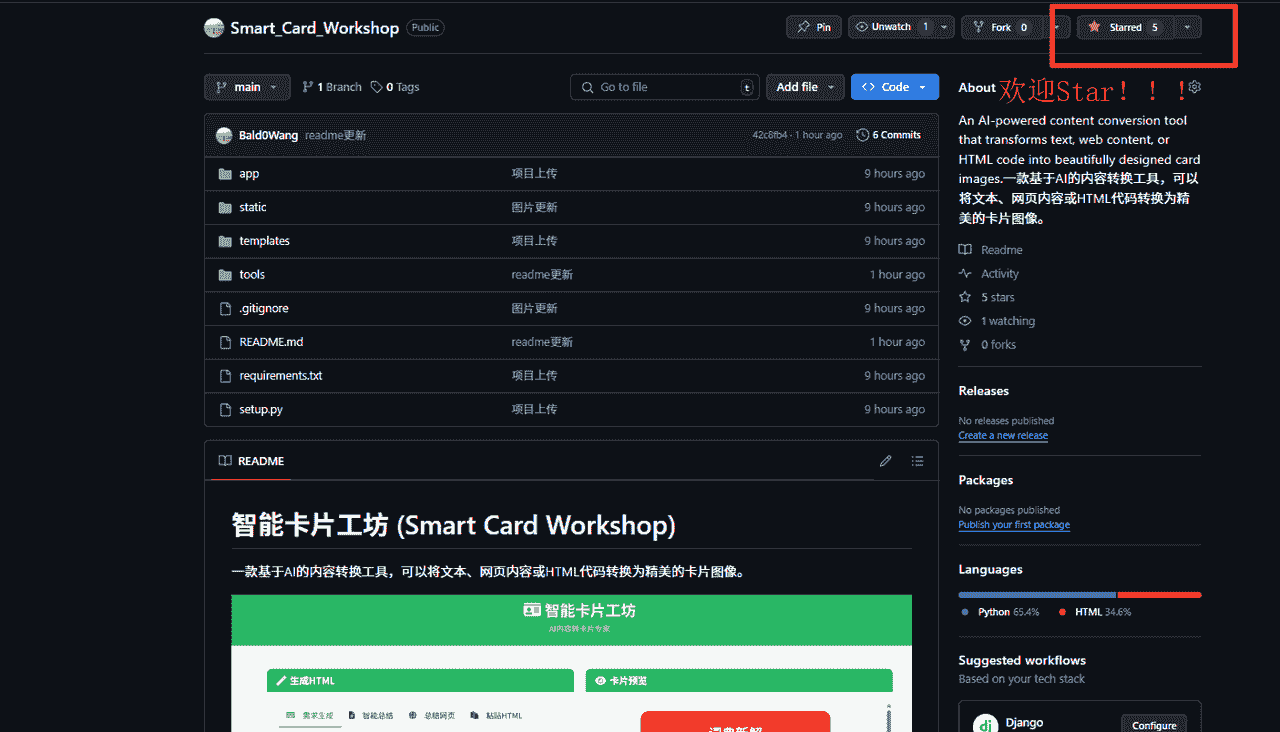 Smart_Card_Workshop Public Pin Unwatch 1 Fork 0 Starred 5
main 1 Branch 0 Tags Go to file t Add file Code
Bald0Wang readme更新 42c8fb4 · 1 hour ago 6 Commits
app 项目上传 9 hours ago
static 图片更新 9 hours ago
templates 项目上传 9 hours ago
tools readme更新 1 hour ago
.gitignore 图片更新 9 hours ago
README.md readme更新 1 hour ago
requirements.txt 项目上传 9 hours ago
setup.py 项目上传 9 hours ago
README
智能卡片工坊 (Smart Card Workshop)
一款基于AI的内容转换工具，可以将文本、网页内容或HTML代码转换为精美的卡片图像。
智能卡片工坊
AI内容转卡片专家
生成HTML
卡片预览
需求生成 智能总结 总结网页 粘贴HTML
词典新解
About 欢迎Star！！！
An AI-powered content conversion tool
that transforms text, web content, or
HTML code into beautifully designed card
images.一款基于AI的内容转换工具，可以
将文本、网页内容或HTML代码转换为精
美的卡片图像。
Readme
Activity
5 stars
1 watching
0 forks
Releases
No releases published
Create a new release
Packages
No packages published
Publish your first package
Languages
Python 65.4% HTML 34.6%
Suggested workflows
Based on your tech stack
dj Django Configure